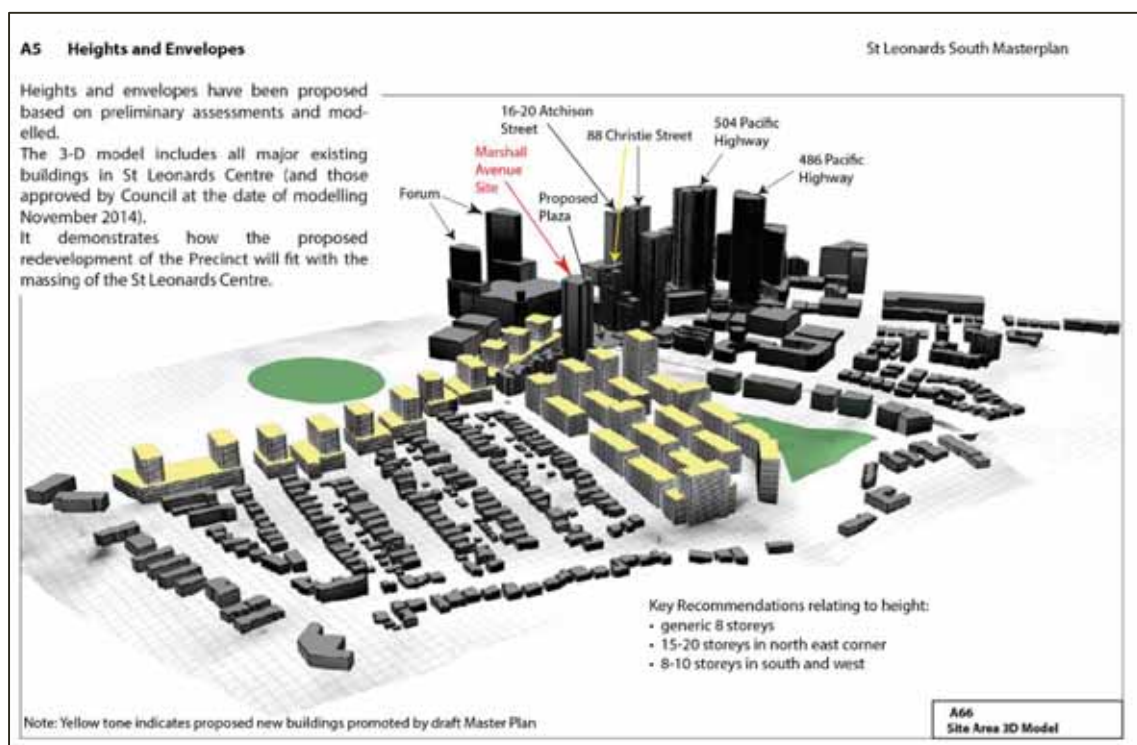 A5 Heights and Envelopes
St Leonards South Masterplan
Heights and envelopes have been proposed
based on preliminary assessments and mod-
elled.
The 3-D model includes all major existing
buildings in St Leonards Centre (and those
approved by Council at the date of modelling
November 2014).
It demonstrates how the proposed
redevelopment of the Precinct will fit with the
massing of the St Leonards Centre.
Forum
Marshall
Avenue
Site
16-20 Atchison
Street
Proposed
Plaza
88 Christie Street
504 Pacific
Highway
486 Pacific
Highway
Key Recommendations relating to height:
• generic 8 storeys
• 15-20 storeys in north east corner
• 8-10 storeys in south and west
Note: Yellow tone indicates proposed new buildings promoted by draft Master Plan
A66
Site Area 3D Model